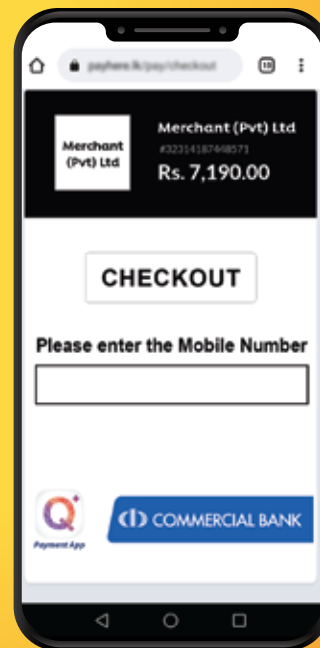 payhere.lk/pay/checkout
Merchant (Pvt) Ltd
Merchant
(Pvt) Ltd
#32314187448571
Rs. 7,190.00
CHECKOUT
Please enter the Mobile Number
Q+
Payment App
COMMERCIAL BANK